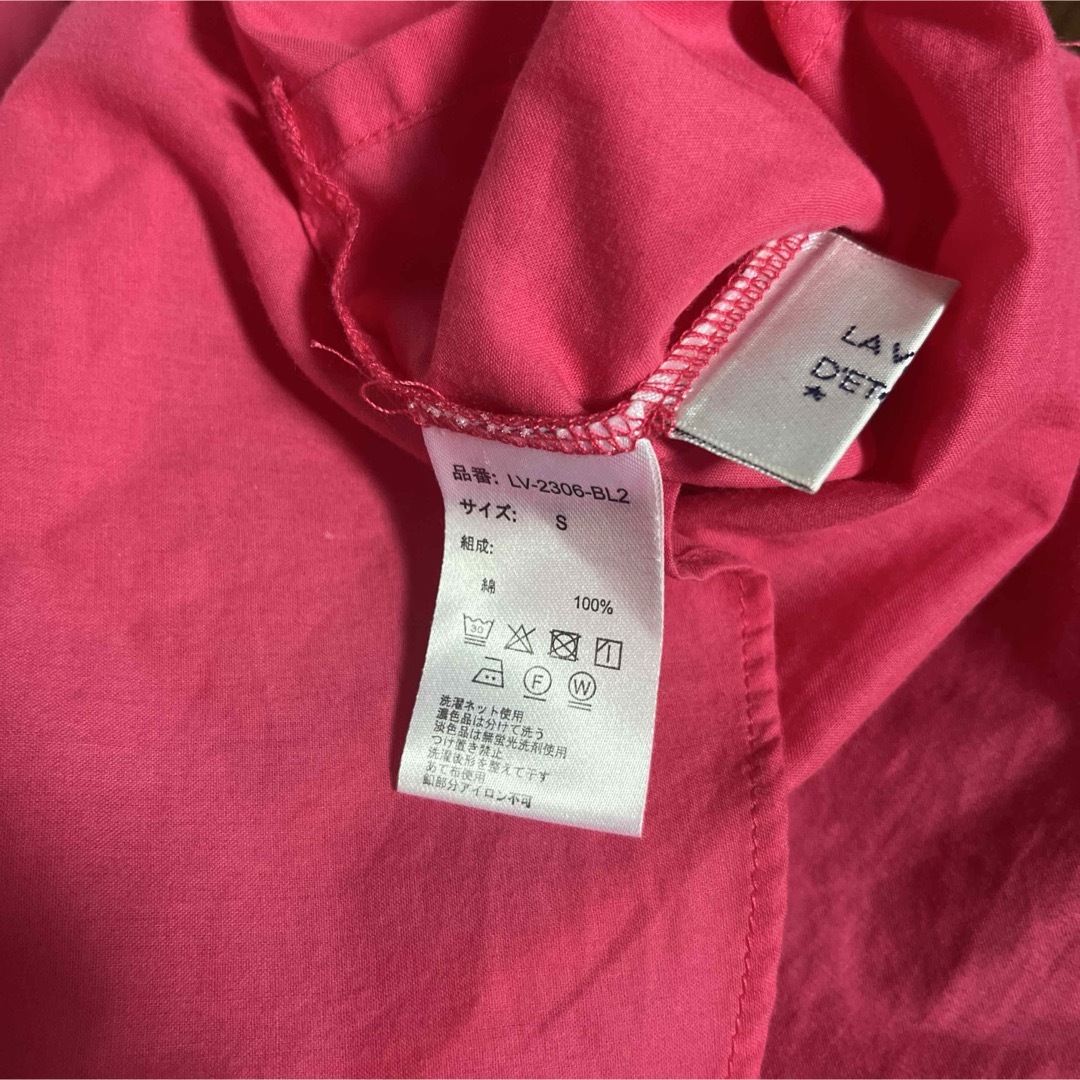 LA V
D'ET
品番: LV-2306-BL2
サイズ: S
組成:
綿 100%
30
F W
洗濯ネット使用
濃色品は分けて洗う
淡色品は無蛍光洗剤使用
つけ置き禁止
洗濯後形を整えて干す
あて布使用
釦部分アイロン不可